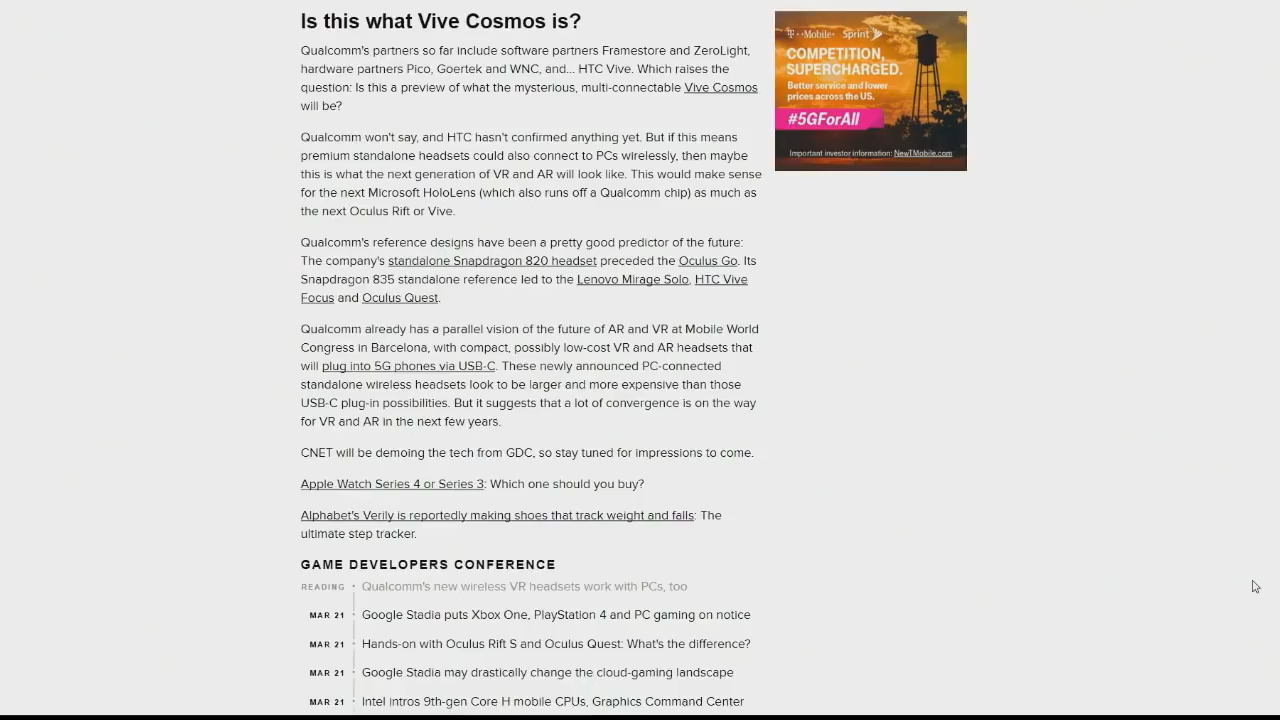 Is this what Vive Cosmos is?
Qualcomm's partners so far include software partners Framestore and ZeroLight,
hardware partners Pico, Goertek and WNC, and... HTC Vive. Which raises the
question: Is this a preview of what the mysterious, multi-connectable Vive Cosmos
will be?
Qualcomm won't say, and HTC hasn't confirmed anything yet. But if this means
premium standalone headsets could also connect to PCs wirelessly, then maybe
this is what the next generation of VR and AR will look like. This would make sense
for the next Microsoft HoloLens (which also runs off a Qualcomm chip) as much as
the next Oculus Rift or Vive.
Qualcomm's reference designs have been a pretty good predictor of the future:
The company's standalone Snapdragon 820 headset preceded the Oculus Go. Its
Snapdragon 835 standalone reference led to the Lenovo Mirage Solo, HTC Vive
Focus and Oculus Quest.
Qualcomm already has a parallel vision of the future of AR and VR at Mobile World
Congress in Barcelona, with compact, possibly low-cost VR and AR headsets that
will plug into 5G phones via USB-C. These newly announced PC-connected
standalone wireless headsets look to be larger and more expensive than those
USB-C plug-in possibilities. But it suggests that a lot of convergence is on the way
for VR and AR in the next few years.
CNET will be demoing the tech from GDC, so stay tuned for impressions to come.
Apple Watch Series 4 or Series 3: Which one should you buy?
Alphabet's Verily is reportedly making shoes that track weight and falls: The
ultimate step tracker.
GAME DEVELOPERS CONFERENCE
READING • Qualcomm's new wireless VR headsets work with PCs, too
MAR 21 • Google Stadia puts Xbox One, PlayStation 4 and PC gaming on notice
MAR 21 • Hands-on with Oculus Rift S and Oculus Quest: What's the difference?
MAR 21 • Google Stadia may drastically change the cloud-gaming landscape
MAR 21 • Intel intros 9th-gen Core H mobile CPUs, Graphics Command Center
T Mobile Sprint
COMPETITION,
SUPERCHARGED.
Better service and lower
prices across the US.
#5GForAll
Important investor information: NewTMobile.com